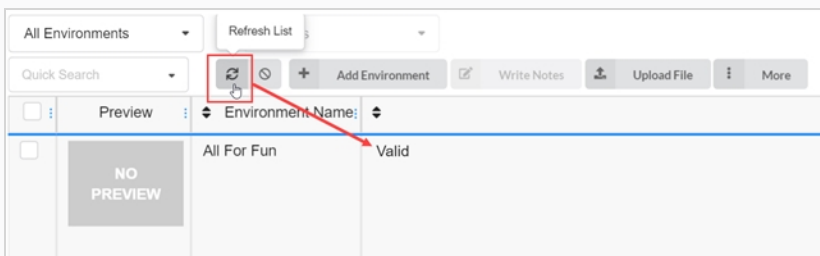 All Environments
Refresh List
s
Quick Search
Add Environment
Write Notes
Upload File
More
Preview
Environment Name
All For Fun
Valid
NO
PREVIEW